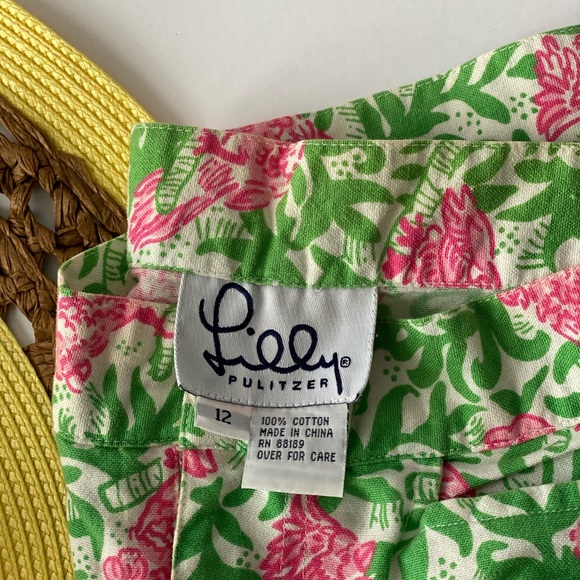 Lilly®
PULITZER
12
100% COTTON
MADE IN CHINA
RN 88189
OVER FOR CARE